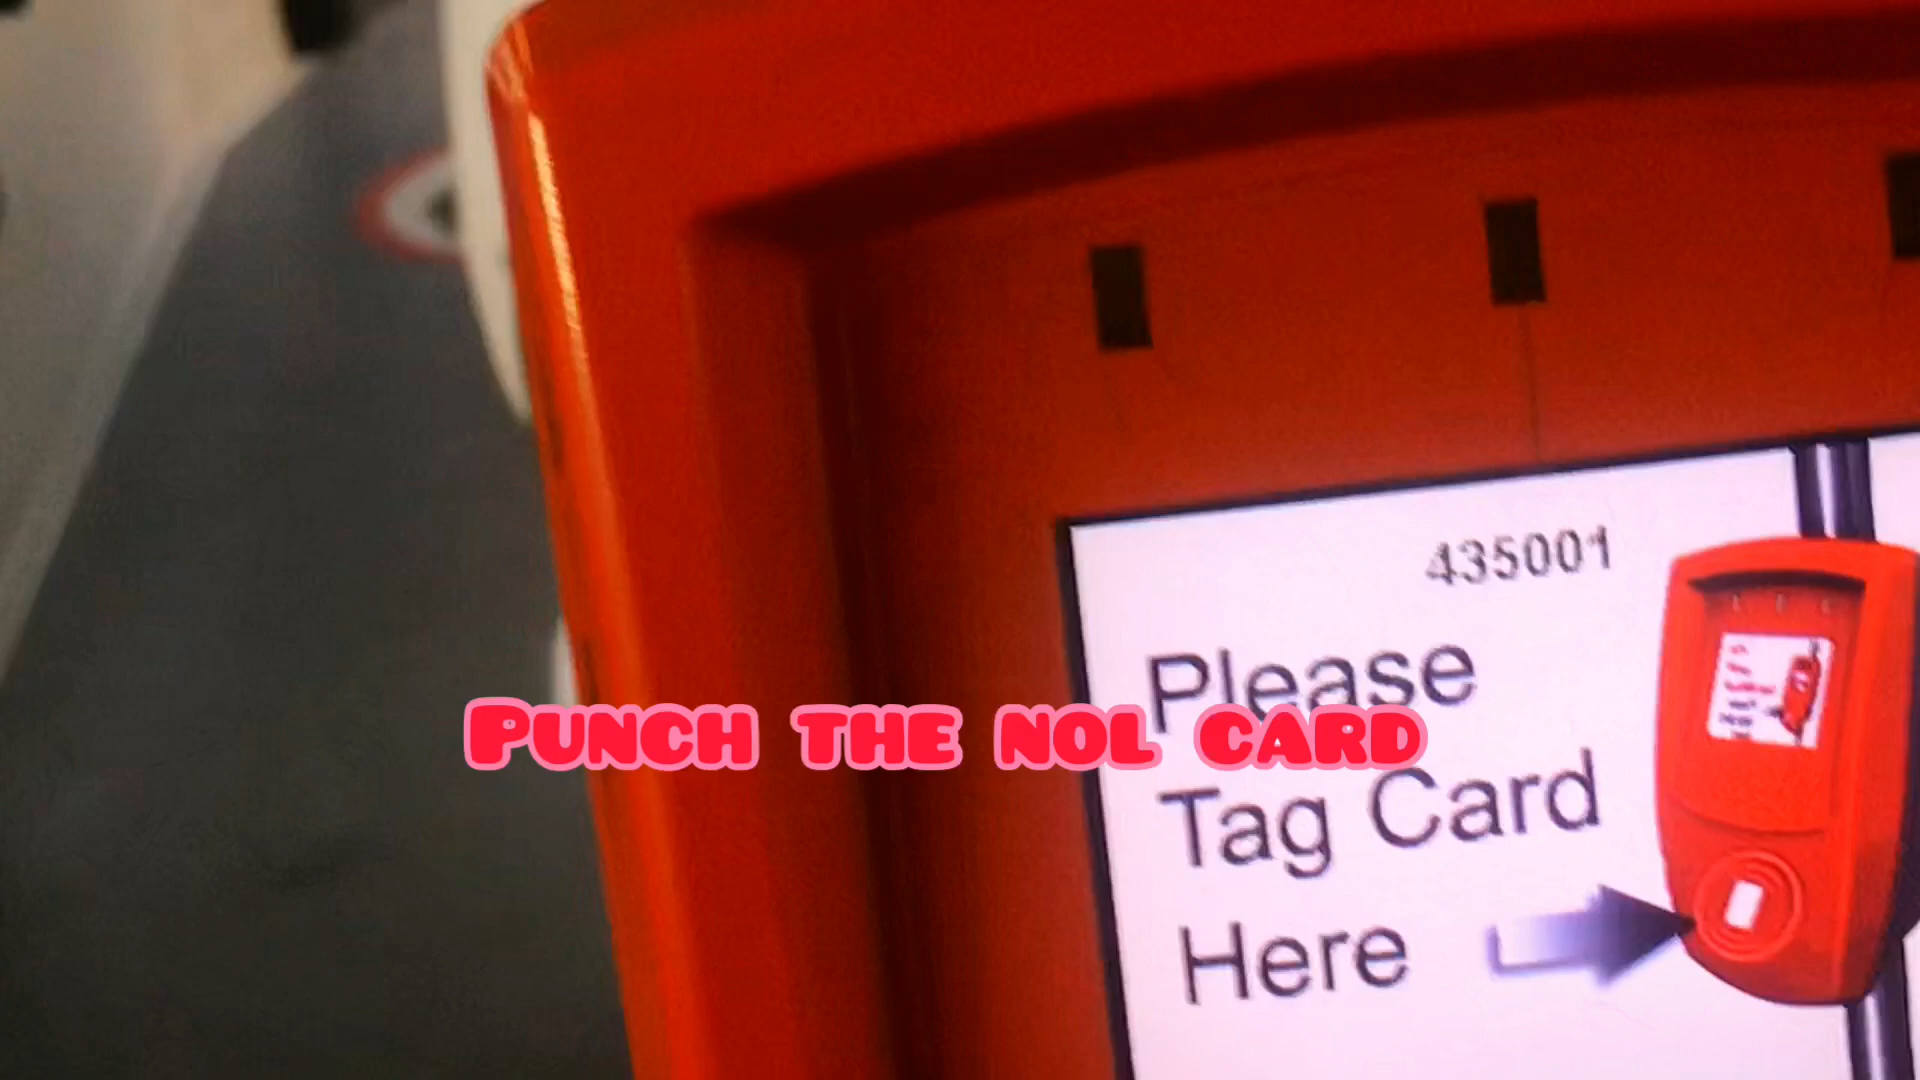 435001
Please
Tag Card
Here
PUNCH THE NOL CARD